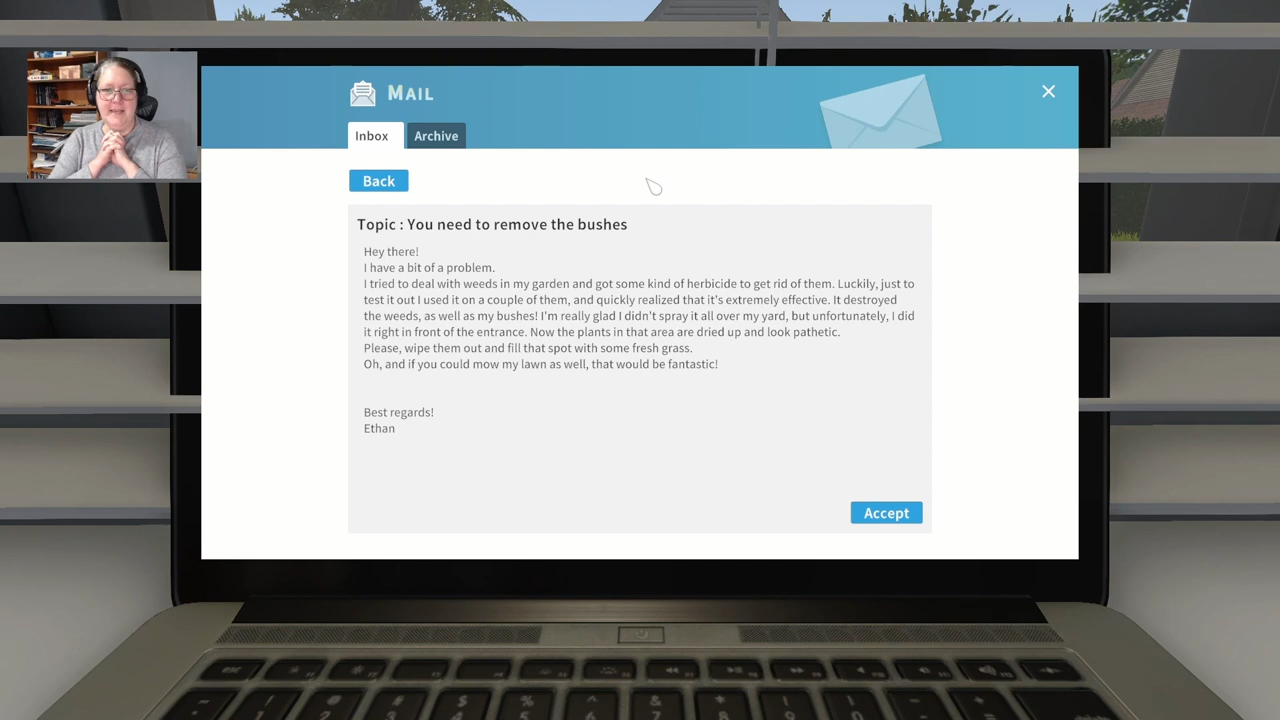 MAIL
Inbox
Archive
Back
Topic : You need to remove the bushes
Hey there!
I have a bit of a problem.
I tried to deal with weeds in my garden and got some kind of herbicide to get rid of them. Luckily, just to
test it out I used it on a couple of them, and quickly realized that it's extremely effective. It destroyed
the weeds, as well as my bushes! I'm really glad I didn't spray it all over my yard, but unfortunately, I did
it right in front of the entrance. Now the plants in that area are dried up and look pathetic.
Please, wipe them out and fill that spot with some fresh grass.
Oh, and if you could mow my lawn as well, that would be fantastic!
Best regards!
Ethan
Accept